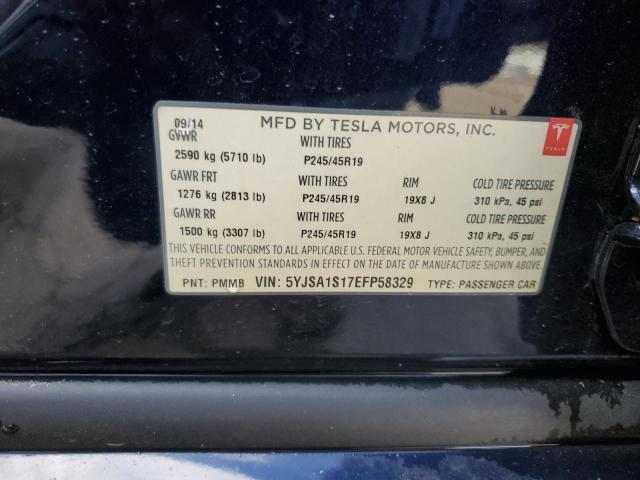 09/14 MFD BY TESLA MOTORS, INC.
GVWR WITH TIRES
2590 kg (5710 lb) P245/45R19
TESLA
GAWR FRT WITH TIRES RIM COLD TIRE PRESSURE
1276 kg (2813 lb) P245/45R19 19X8 J 310 kPa, 45 psi
GAWR RR WITH TIRES RIM COLD TIRE PRESSURE
1500 kg (3307 lb) P245/45R19 19X8 J 310 kPa, 45 psi
THIS VEHICLE CONFORMS TO ALL APPLICABLE U.S. FEDERAL MOTOR VEHICLE SAFETY, BUMPER, AND
THEFT PREVENTION STANDARDS IN EFFECT ON THE DATE OF MANUFACTURE SHOWN ABOVE.
PNT: PMMB VIN: 5YJSA1S17EFP58329 TYPE: PASSENGER CAR